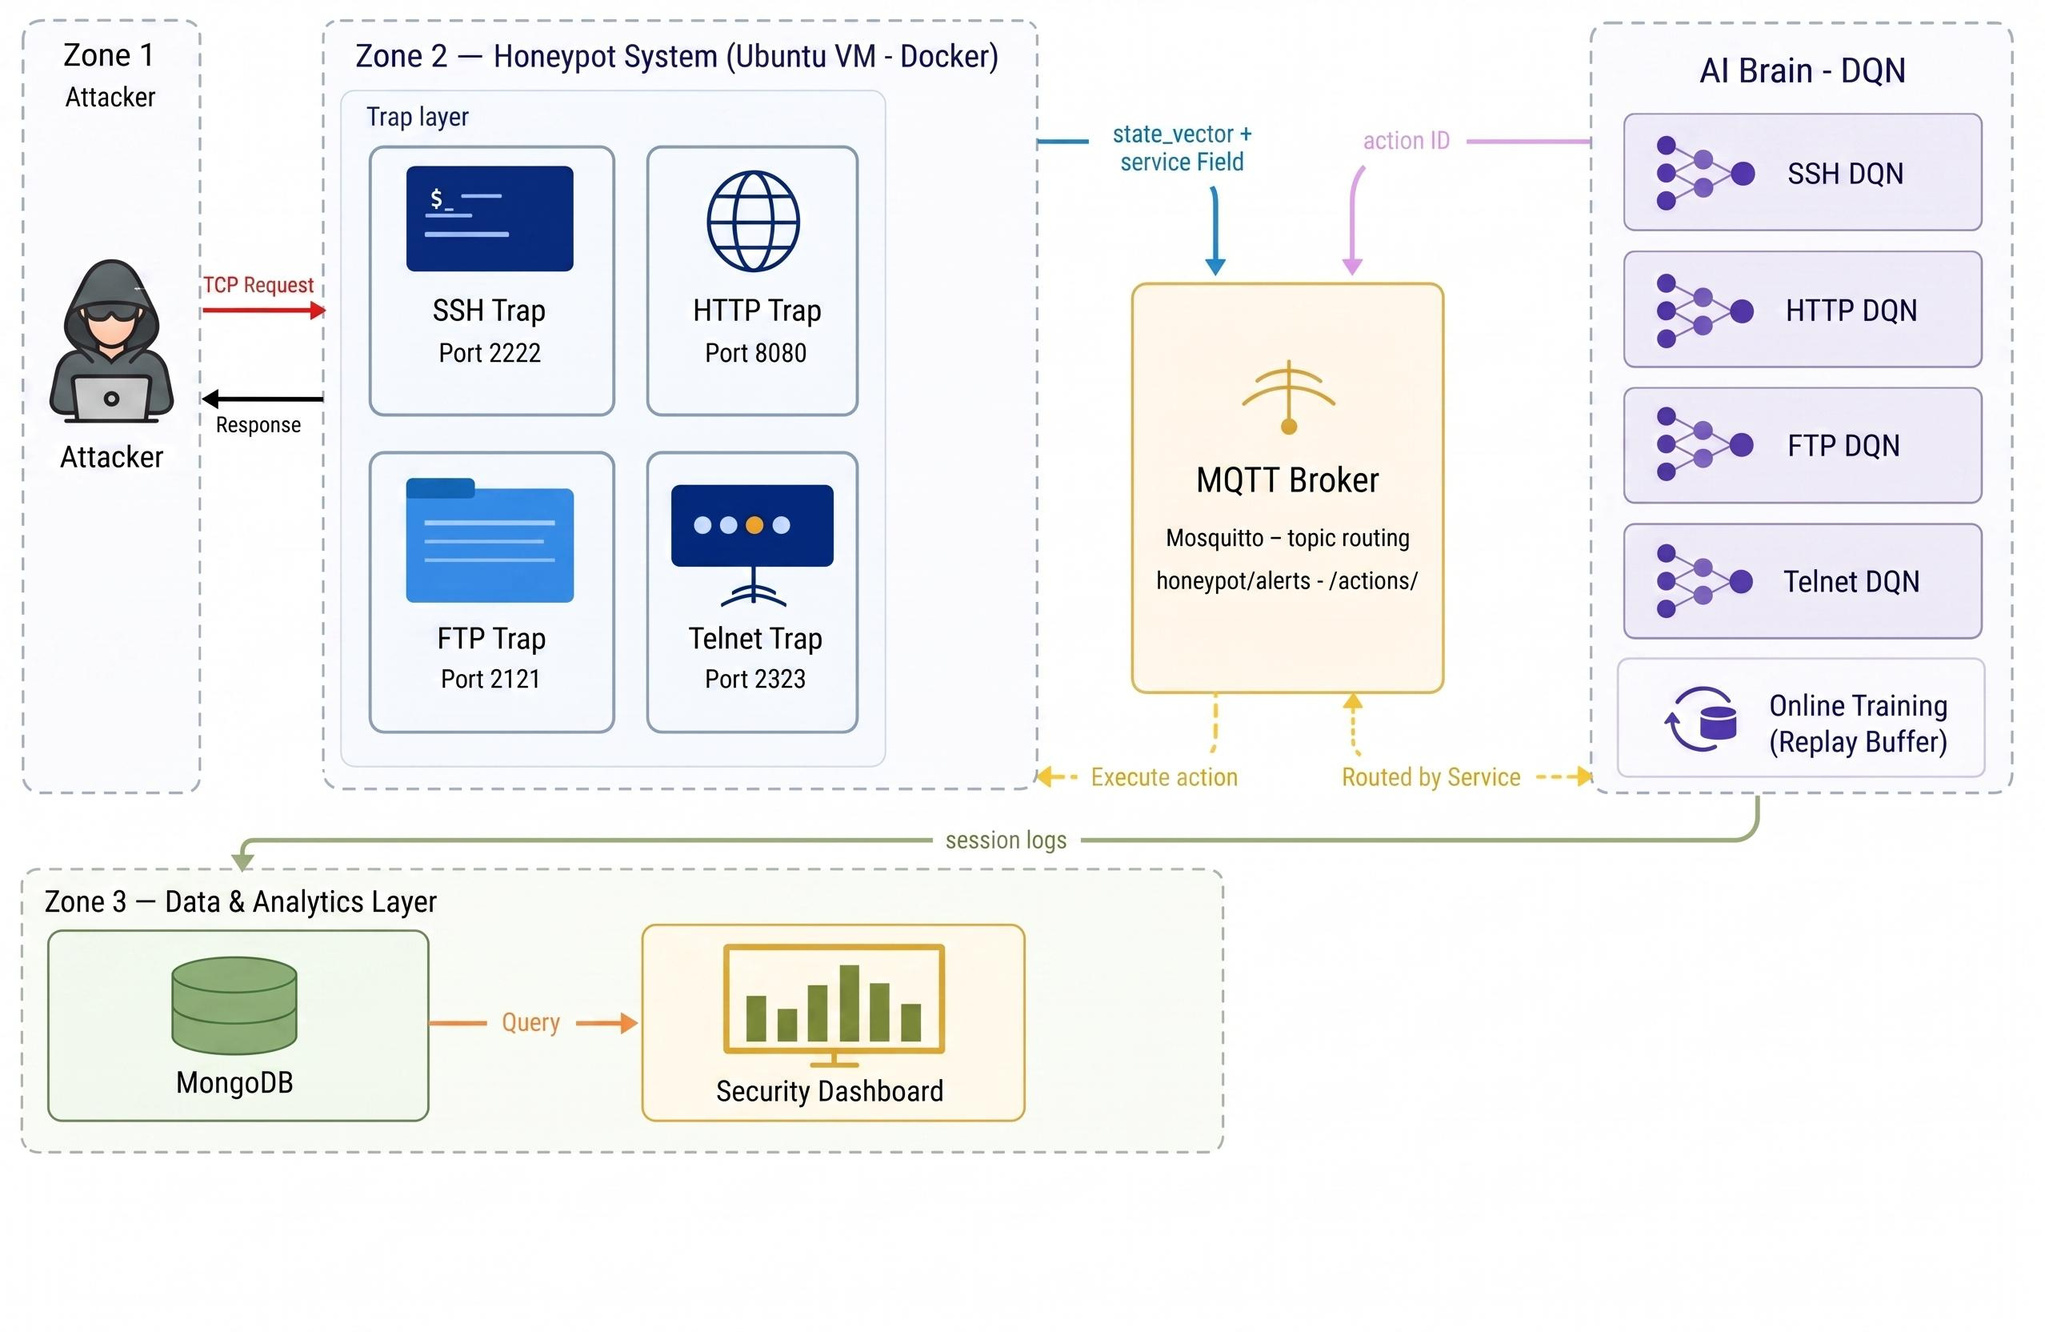 Zone 1
Attacker
Attacker
TCP Request
Response
Zone 2 — Honeypot System (Ubuntu VM - Docker)
Trap layer
$_
SSH Trap
Port 2222
HTTP Trap
Port 8080
FTP Trap
Port 2121
Telnet Trap
Port 2323
state_vector +
service Field
action ID
MQTT Broker
Mosquitto – topic routing
honeypot/alerts - /actions/
Execute action
Routed by Service
AI Brain - DQN
SSH DQN
HTTP DQN
FTP DQN
Telnet DQN
Online Training
(Replay Buffer)
session logs
Zone 3 — Data & Analytics Layer
MongoDB
Query
Security Dashboard